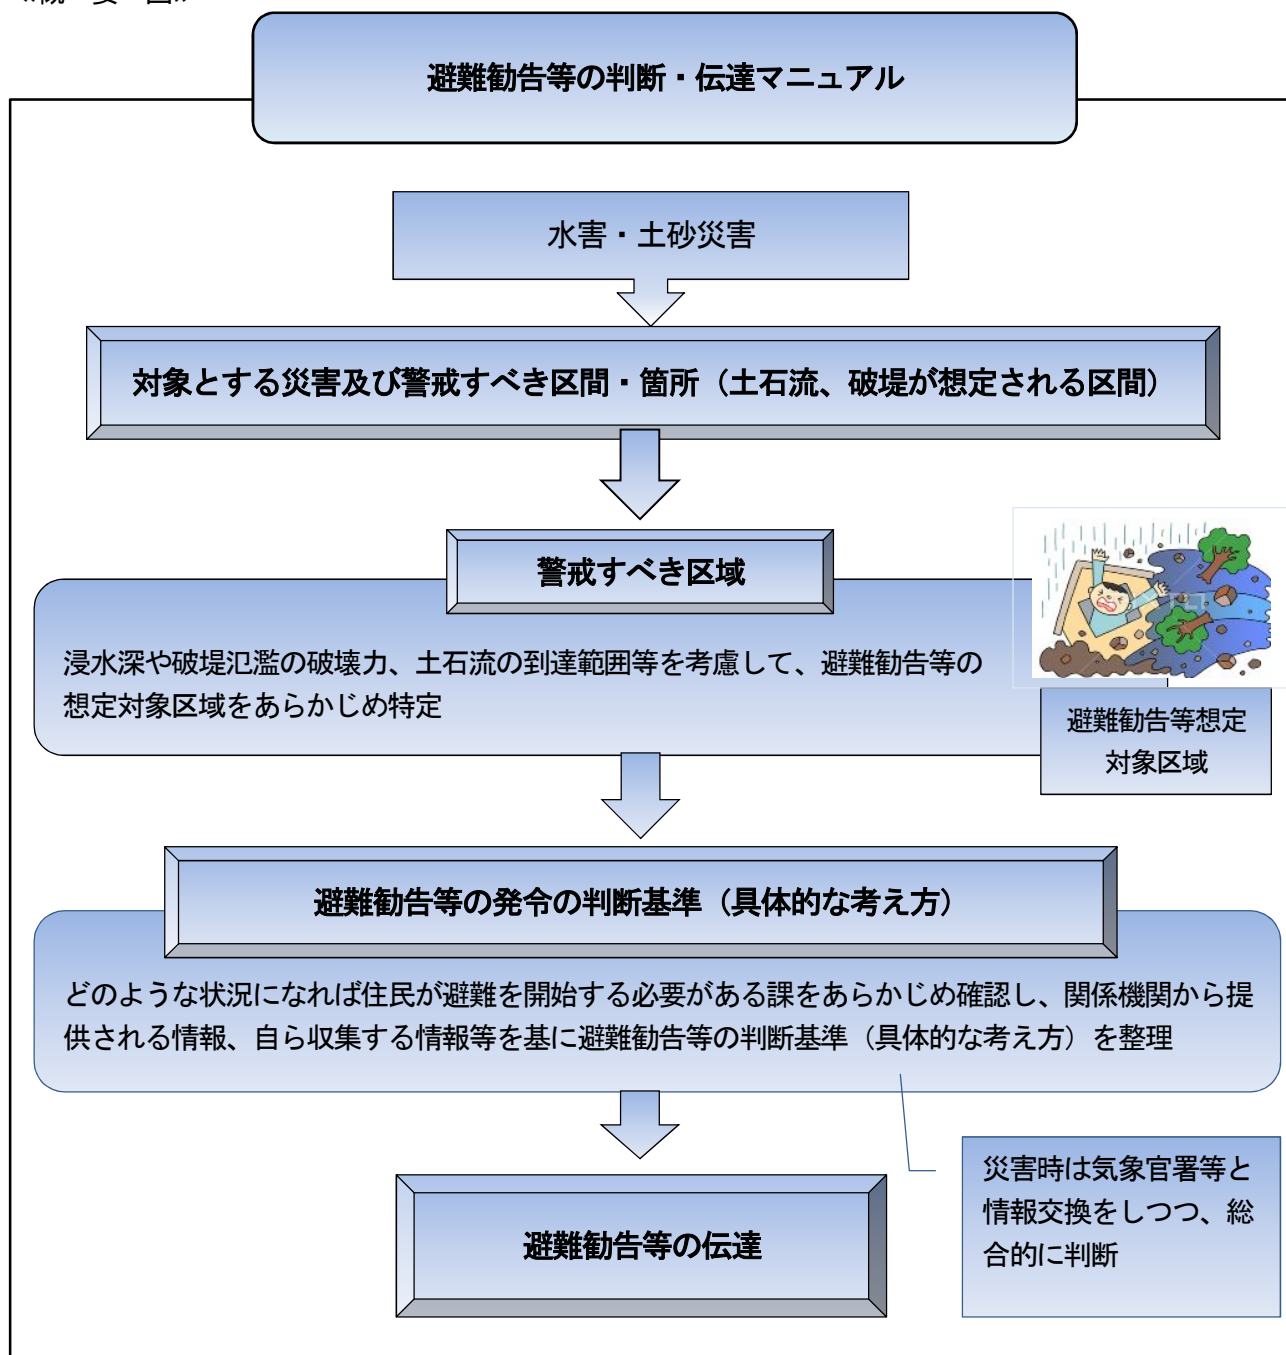 避難勧告等の判断・伝達マニュアル
水害・土砂災害
対象とする災害及び警戒すべき区間・箇所（土石流、破堤が想定される区間）
警戒すべき区域
浸水深や破堤氾濫の破壊力、土石流の到達範囲等を考慮して、避難勧告等の
想定対象区域をあらかじめ特定
避難勧告等想定
対象区域
避難勧告等の発令の判断基準（具体的な考え方）
どのような状況になれば住民が避難を開始する必要がある課をあらかじめ確認し、関係機関から提
供される情報、自ら収集する情報等を基に避難勧告等の判断基準（具体的な考え方）を整理
災害時は気象官署等と
情報交換をしつつ、総
合的に判断
避難勧告等の伝達